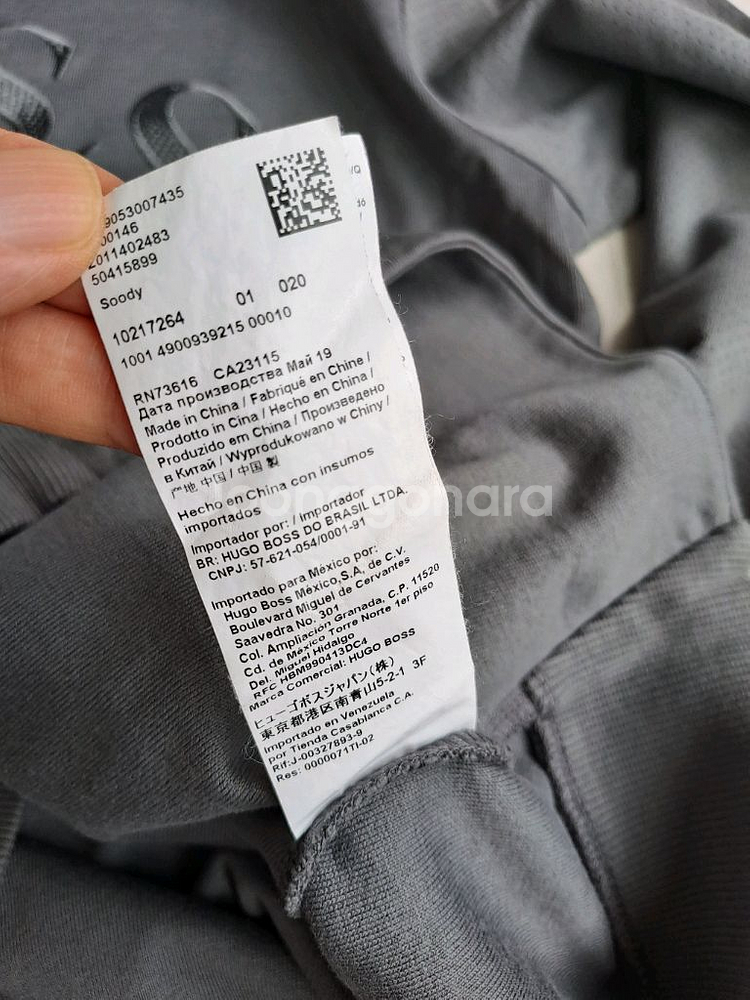 S O
9053007435
00146
2011402483
50415899
Soody
10217264 01 020
1001 4900939215 00010
RN73616 CA23115
Дата производства Май 19
Made in China / Fabriqué en Chine /
Prodotto in Cina / Hecho en China /
Produzido em China / Произведено
в Китай / Wyprodukowano w Chiny /
产地 中国 / 中国 製
Hecho en China con insumos
importados
Importador por: / Importador
BR: HUGO BOSS DO BRASIL LTDA.
CNPJ: 57-621-054/0001-91
Importado para México por:
Hugo Boss México,S.A, de C.V.
Boulevard Miguel de Cervantes
Saavedra No. 301
Col. Ampliación Granada, C.P. 11520
Cd. de México Torre Norte 1er piso
Del. Miguel Hidalgo
RFC HBM990413DC4
Marca Comercial: HUGO BOSS
ヒューゴボスジャパン(株)
東京都港区南青山5-2-1 3F
Importado en Venezuela
por Tienda Casablanca C.A.
Rif:J-00327893-9
Res: 0000071TI-02
/Q
16
/